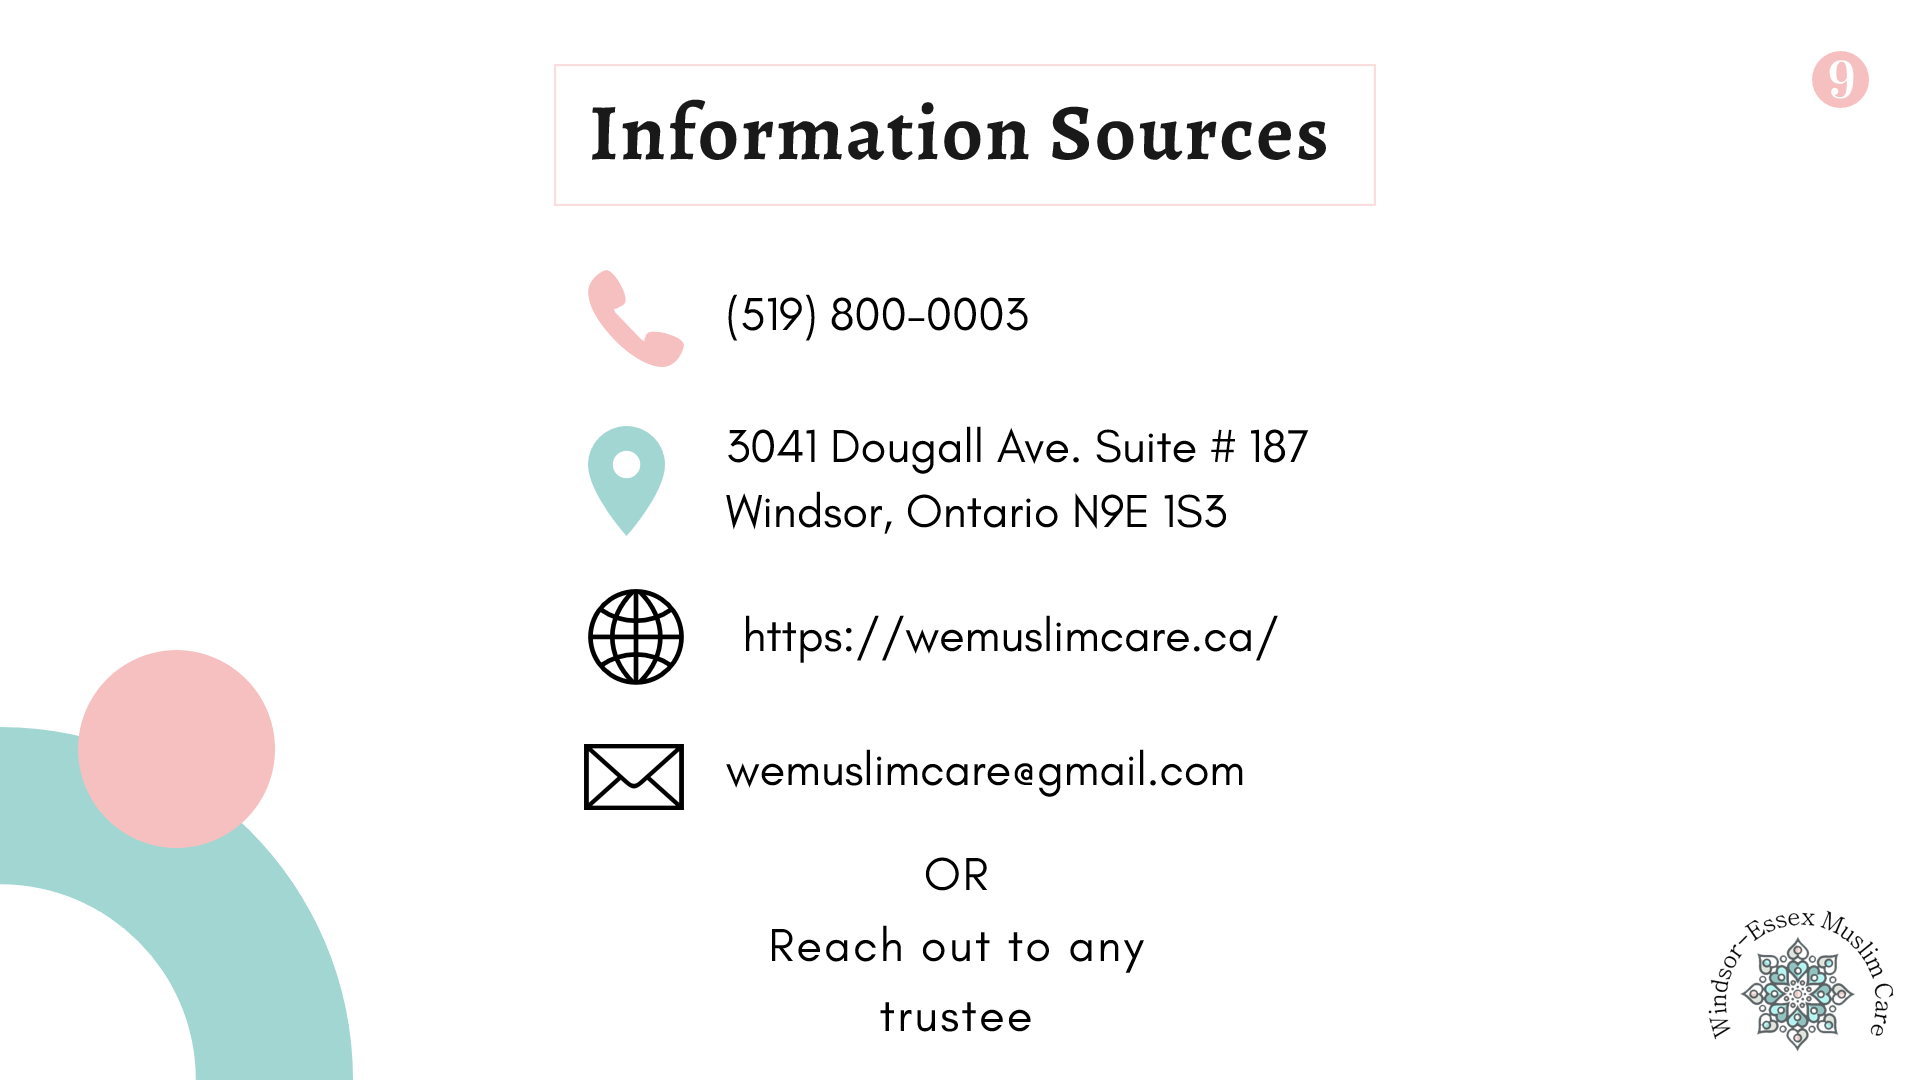 Information Sources
9
(519) 800-0003
3041 Dougall Ave. Suite # 187
Windsor, Ontario N9E 1S3
https://wemuslimcare.ca/
wemuslimcare@gmail.com
OR
Reach out to any
trustee
Windsor-Essex Muslim Care